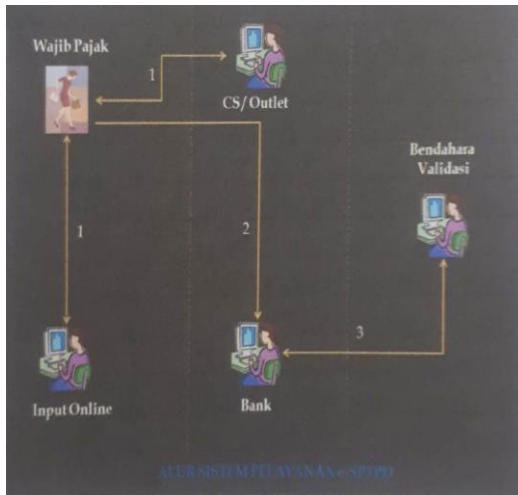 Wajib Pajak
1
CS/Outlet
Bendahara
Validasi
1
2
3
Input Online
Bank
ALUR SISTEM PELAYANAN e-SPTPD